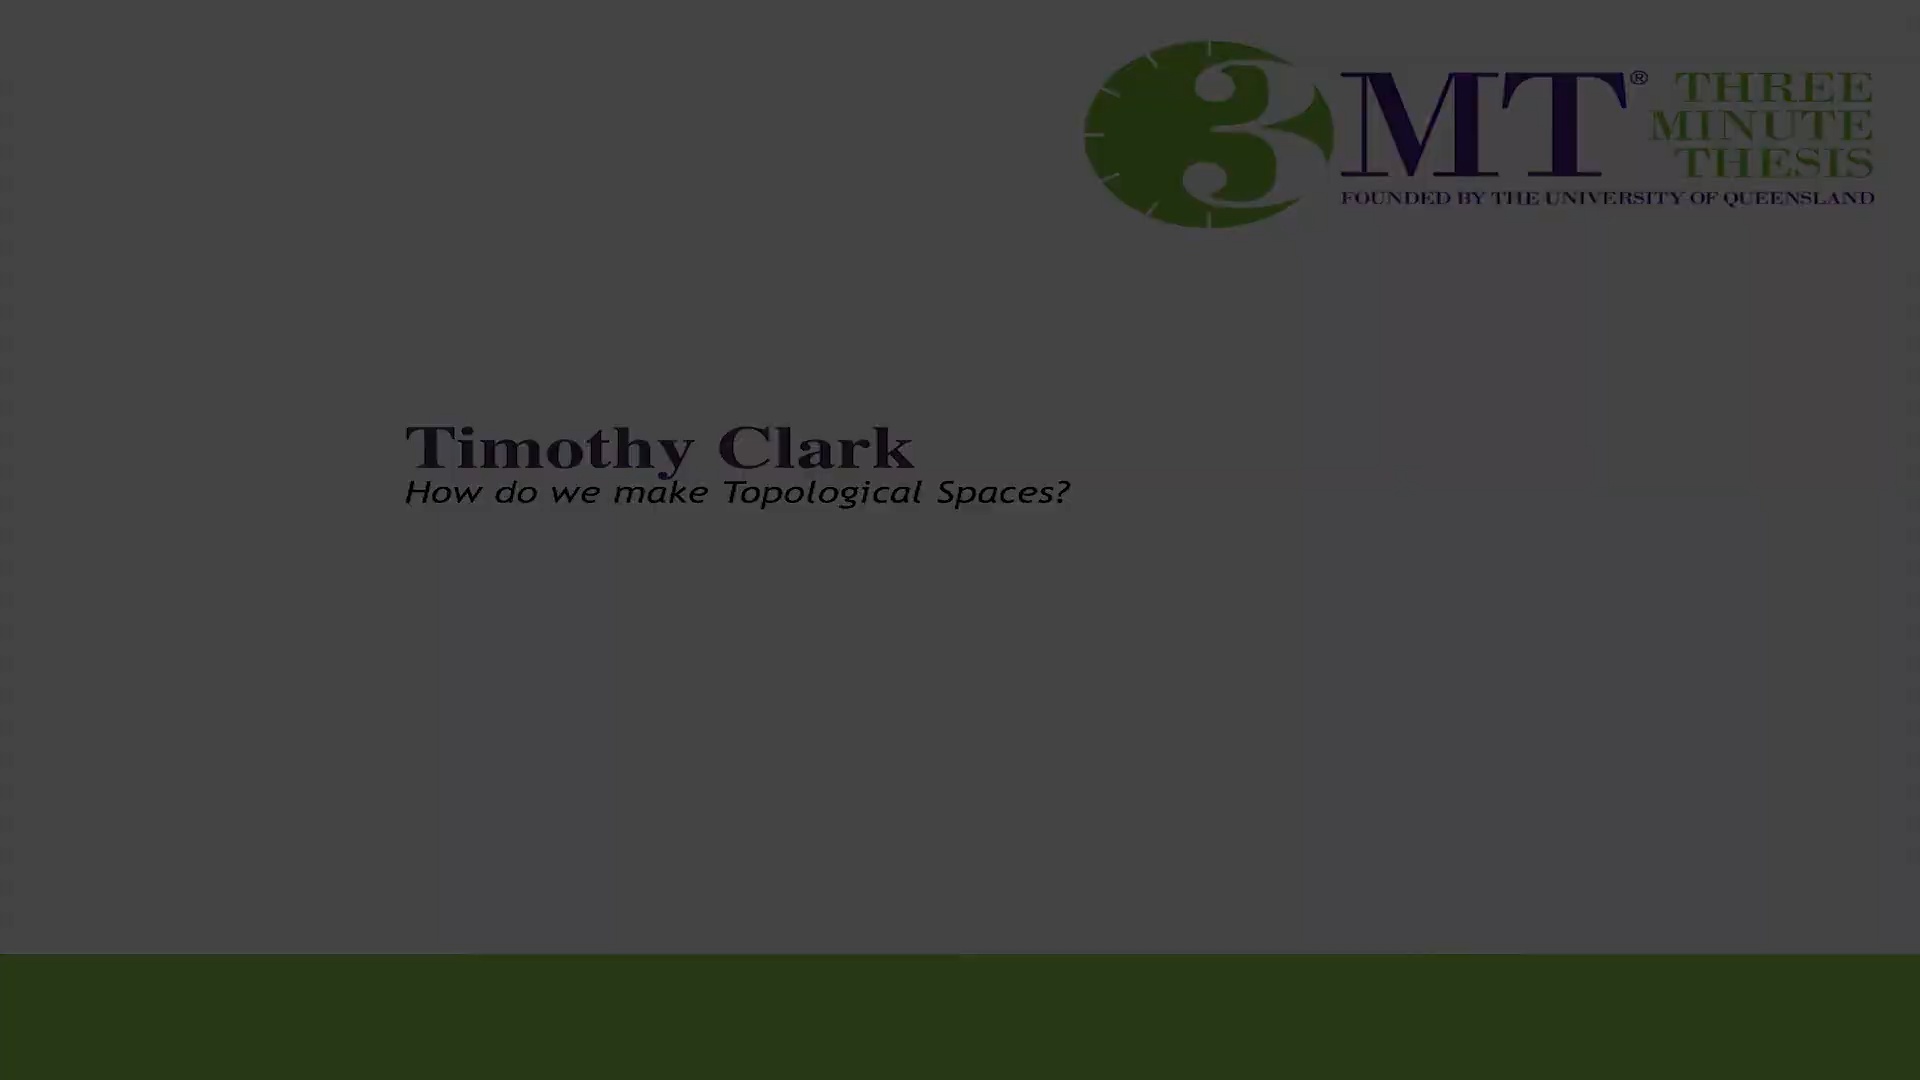 3MT® THREE
MINUTE
THESIS
FOUNDED BY THE UNIVERSITY OF QUEENSLAND
Timothy Clark
How do we make Topological Spaces?